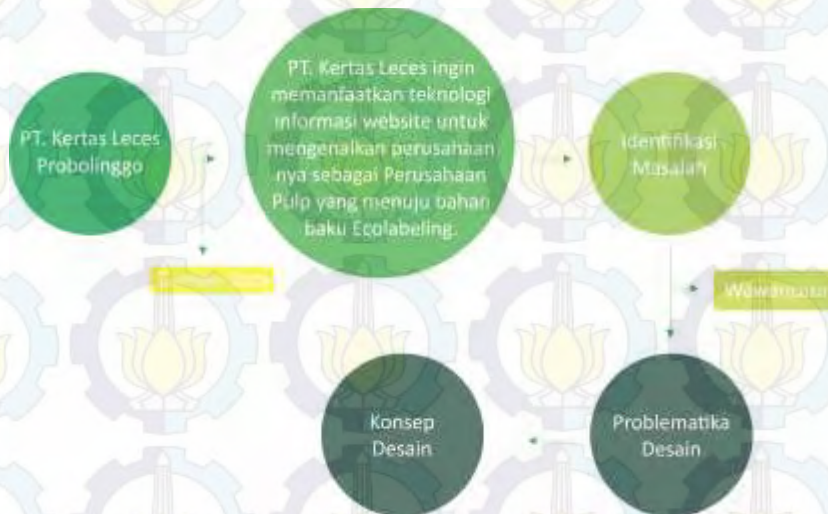 PT. Kertas Leces
Probolinggo
PT. Kertas Leces ingin
memanfaatkan teknologi
informasi website untuk
mengenalkan perusahaan
nya sebagai Perusahaan
Pulp yang menuju bahan
baku Ecolabeling.
Identifikasi
Masalah
Wawancara
Problematika
Desain
Konsep
Desain